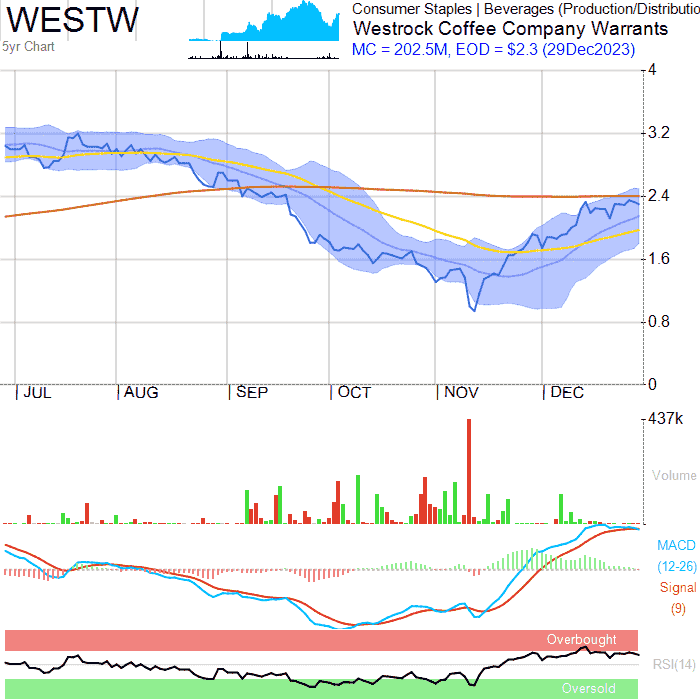 WESTW
5yr Chart
Consumer Staples | Beverages (Production/Distributio
Westrock Coffee Company Warrants
MC = 202.5M, EOD = $2.3 (29Dec2023)
4
3.2
2.4
1.6
0.8
0
JUL AUG SEP OCT NOV DEC
437k
Volume
MACD
(12-26)
Signal
(9)
Overbought
RSI(14)
Oversold